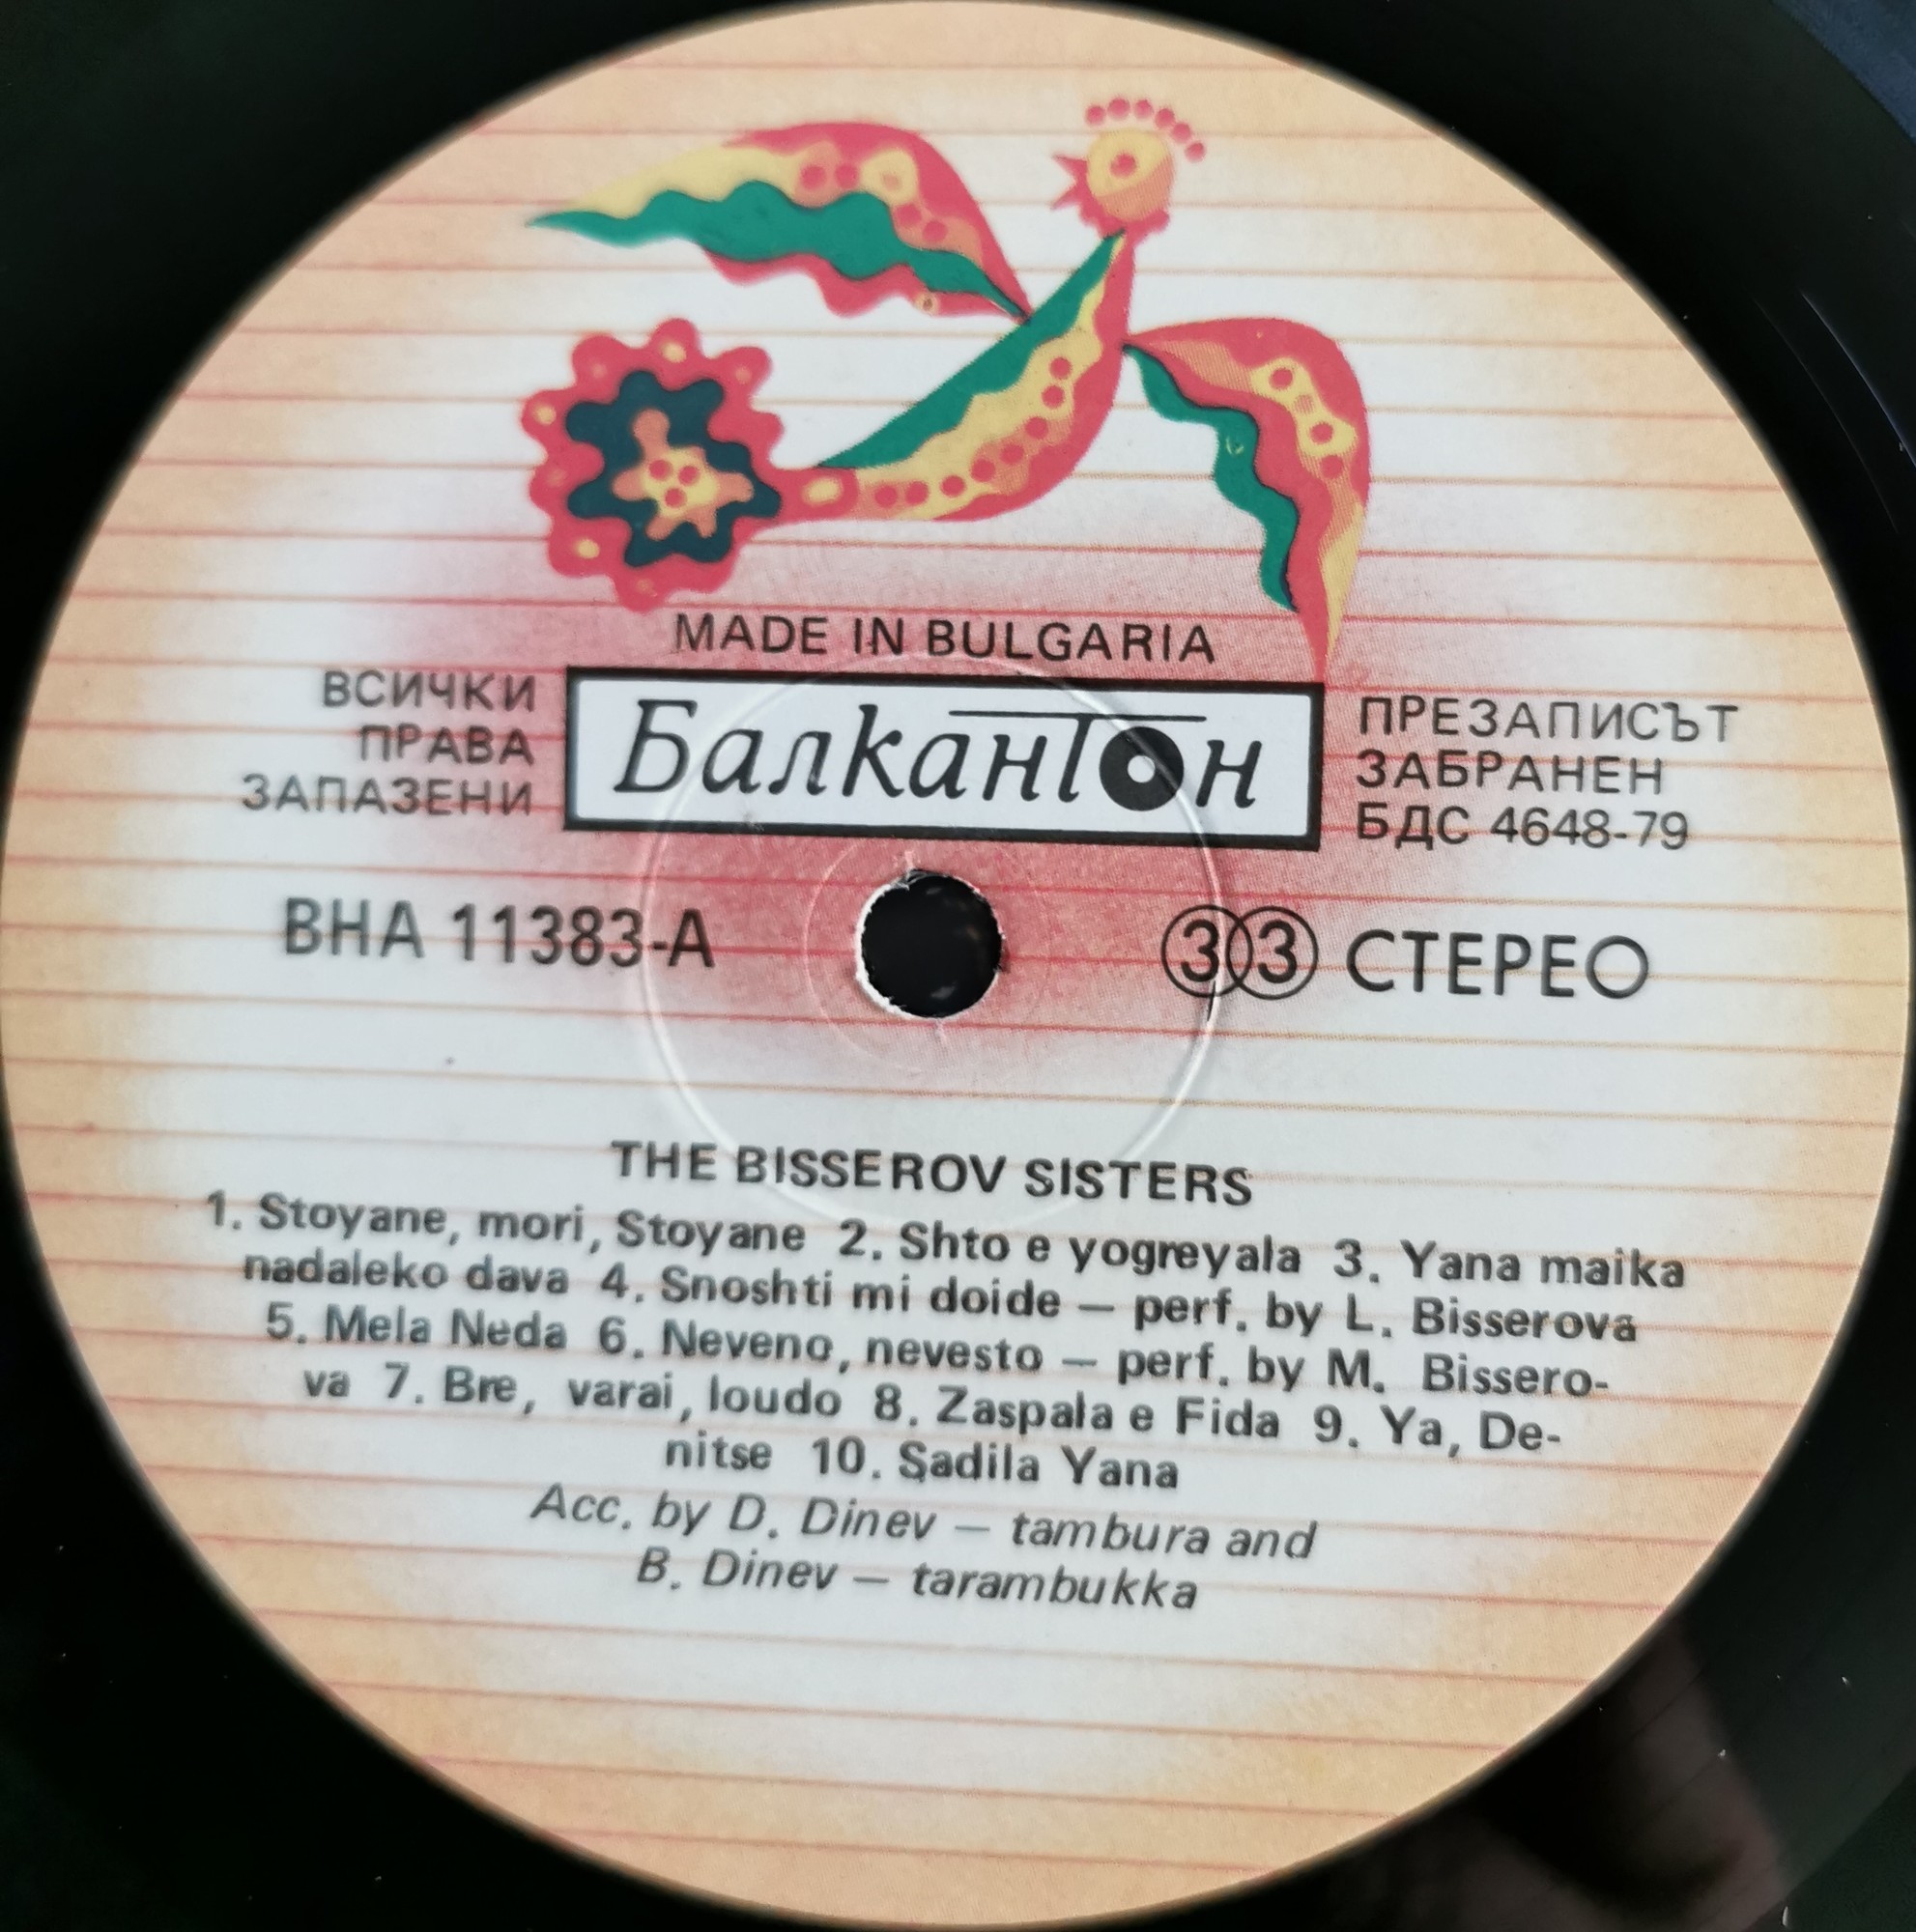 MADE IN BULGARIA
ВСИЧКИ
ПРАВА
ЗАПАЗЕНИ
Балкантон
ПРЕЗАПИСЪТ
ЗАБРАНЕН
БДС 4648-79
ВНА 11383-А
33 СТЕРЕО
THE BISSEROV SISTERS
1. Stoyane, mori, Stoyane 2. Shto e yogreyala 3. Yana maika
nadaleko dava 4. Snoshti mi doide — perf. by L. Bisserova
5. Mela Neda 6. Neveno, nevesto — perf. by M. Bissero-
va 7. Bre, varai, loudo 8. Zaspala e Fida 9. Ya, De-
nitse 10. Sadila Yana
Acc. by D. Dinev — tambura and
B. Dinev — tarambukka